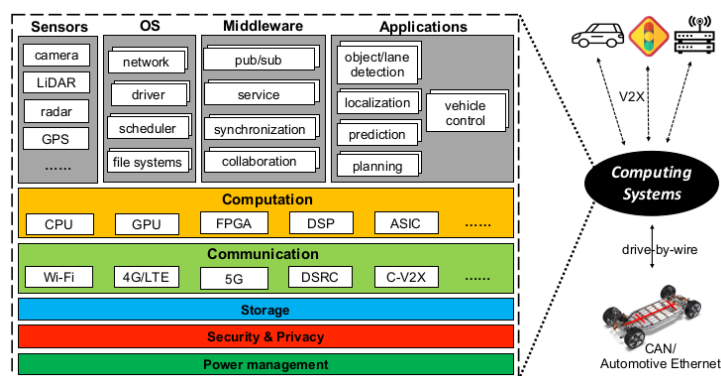 Sensors
camera
LiDAR
radar
GPS
......
OS
network
driver
scheduler
file systems
Middleware
pub/sub
service
synchronization
collaboration
Applications
object/lane
detection
localization
prediction
planning
vehicle
control
Computation
CPU
GPU
FPGA
DSP
ASIC
......
Communication
Wi-Fi
4G/LTE
5G
DSRC
C-V2X
......
Storage
Security & Privacy
Power management
V2X
Computing
Systems
drive-by-wire
CAN/
Automotive Ethernet